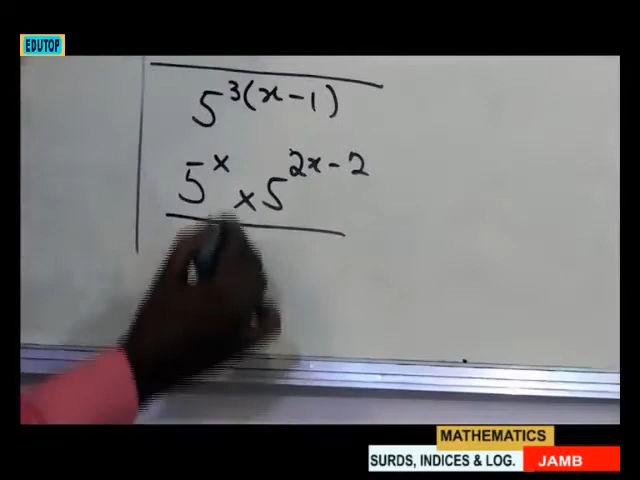 EDUTOP
5^{3(x-1)}
5^x × 5^{2x-2}
MATHEMATICS
SURDS, INDICES & LOG. JAMB